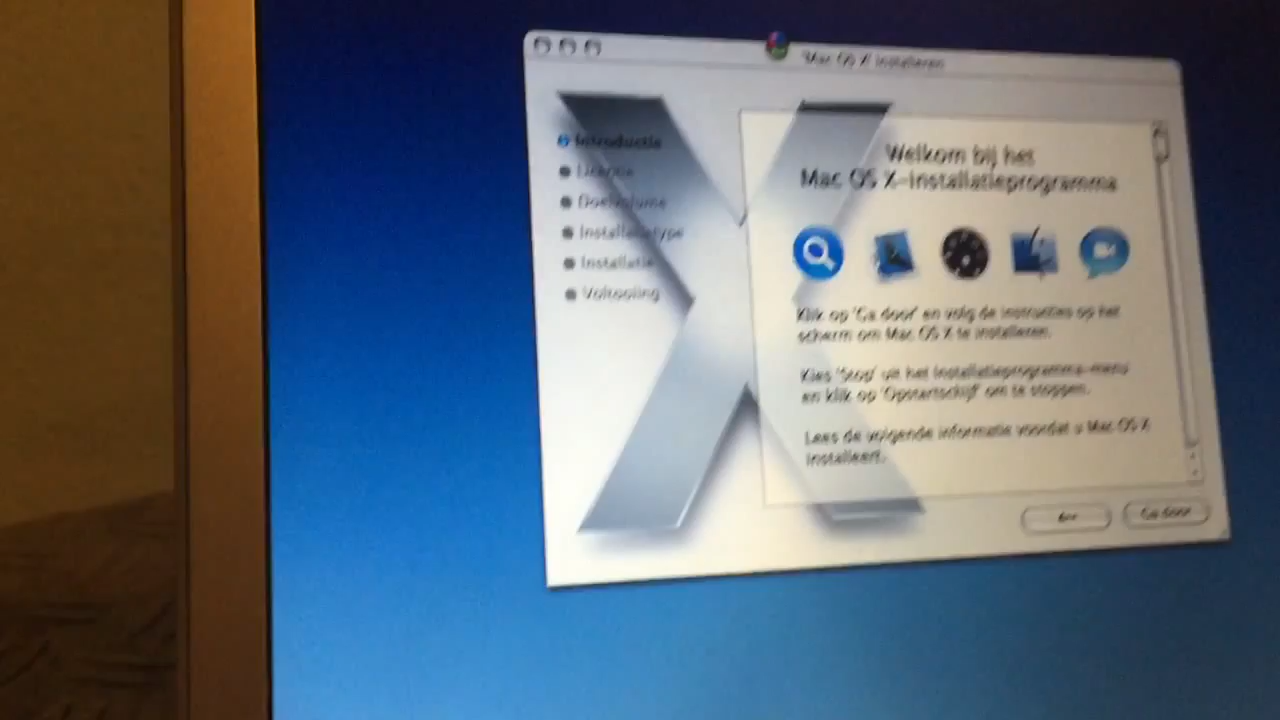 Mac OS X installeren
Introductie
Licentie
Doelvolume
Installatietype
Installatie
Voltooiing
Welkom bij het
Mac OS X-installatieprogramma
Klik op 'Ga door' en volg de instructies op het
scherm om Mac OS X te installeren.
Kies 'Stop' uit het Installatieprogramma-menu
en klik op 'Opstartschijf' om te stoppen.
Lees de volgende informatie voordat u Mac OS X
installeert.
Ga door